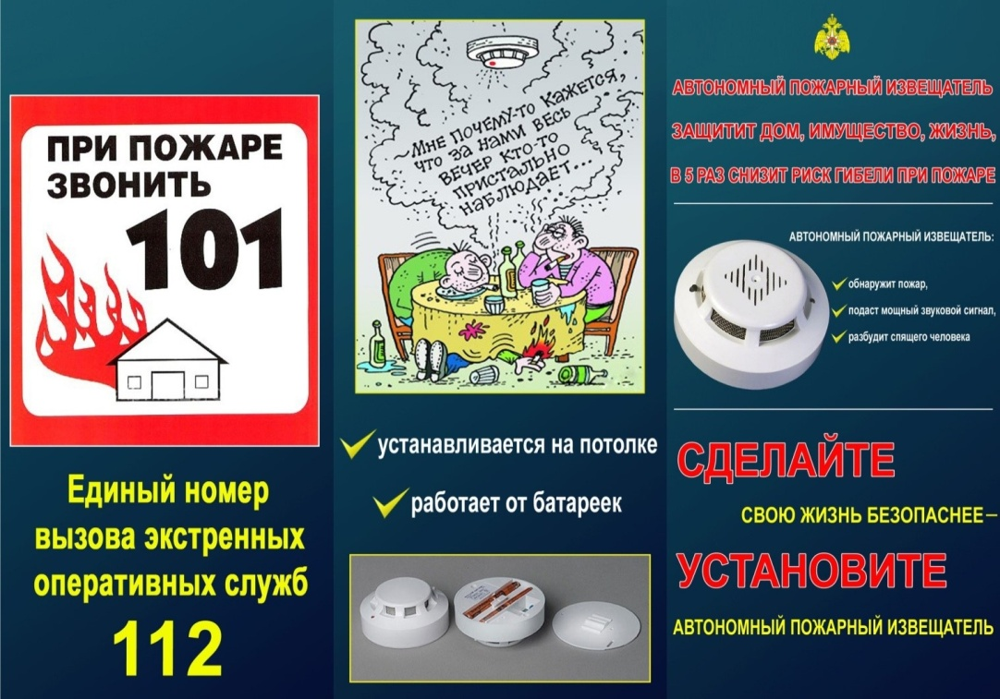 ПРИ ПОЖАРЕ
ЗВОНИТЬ
101
Единый номер
вызова экстренных
оперативных служб
112
Мне почему-то кажется,
что за нами весь
вечер кто-то
пристально
наблюдает...
устанавливается на потолке
работает от батареек
АВТОНОМНЫЙ ПОЖАРНЫЙ ИЗВЕЩАТЕЛЬ
ЗАЩИТИТ ДОМ, ИМУЩЕСТВО, ЖИЗНЬ,
В 5 РАЗ СНИЗИТ РИСК ГИБЕЛИ ПРИ ПОЖАРЕ
АВТОНОМНЫЙ ПОЖАРНЫЙ ИЗВЕЩАТЕЛЬ:
обнаружит пожар,
подаст мощный звуковой сигнал,
разбудит спящего человека
СДЕЛАЙТЕ
СВОЮ ЖИЗНЬ БЕЗОПАСНЕЕ–
УСТАНОВИТЕ
АВТОНОМНЫЙ ПОЖАРНЫЙ ИЗВЕЩАТЕЛЬ